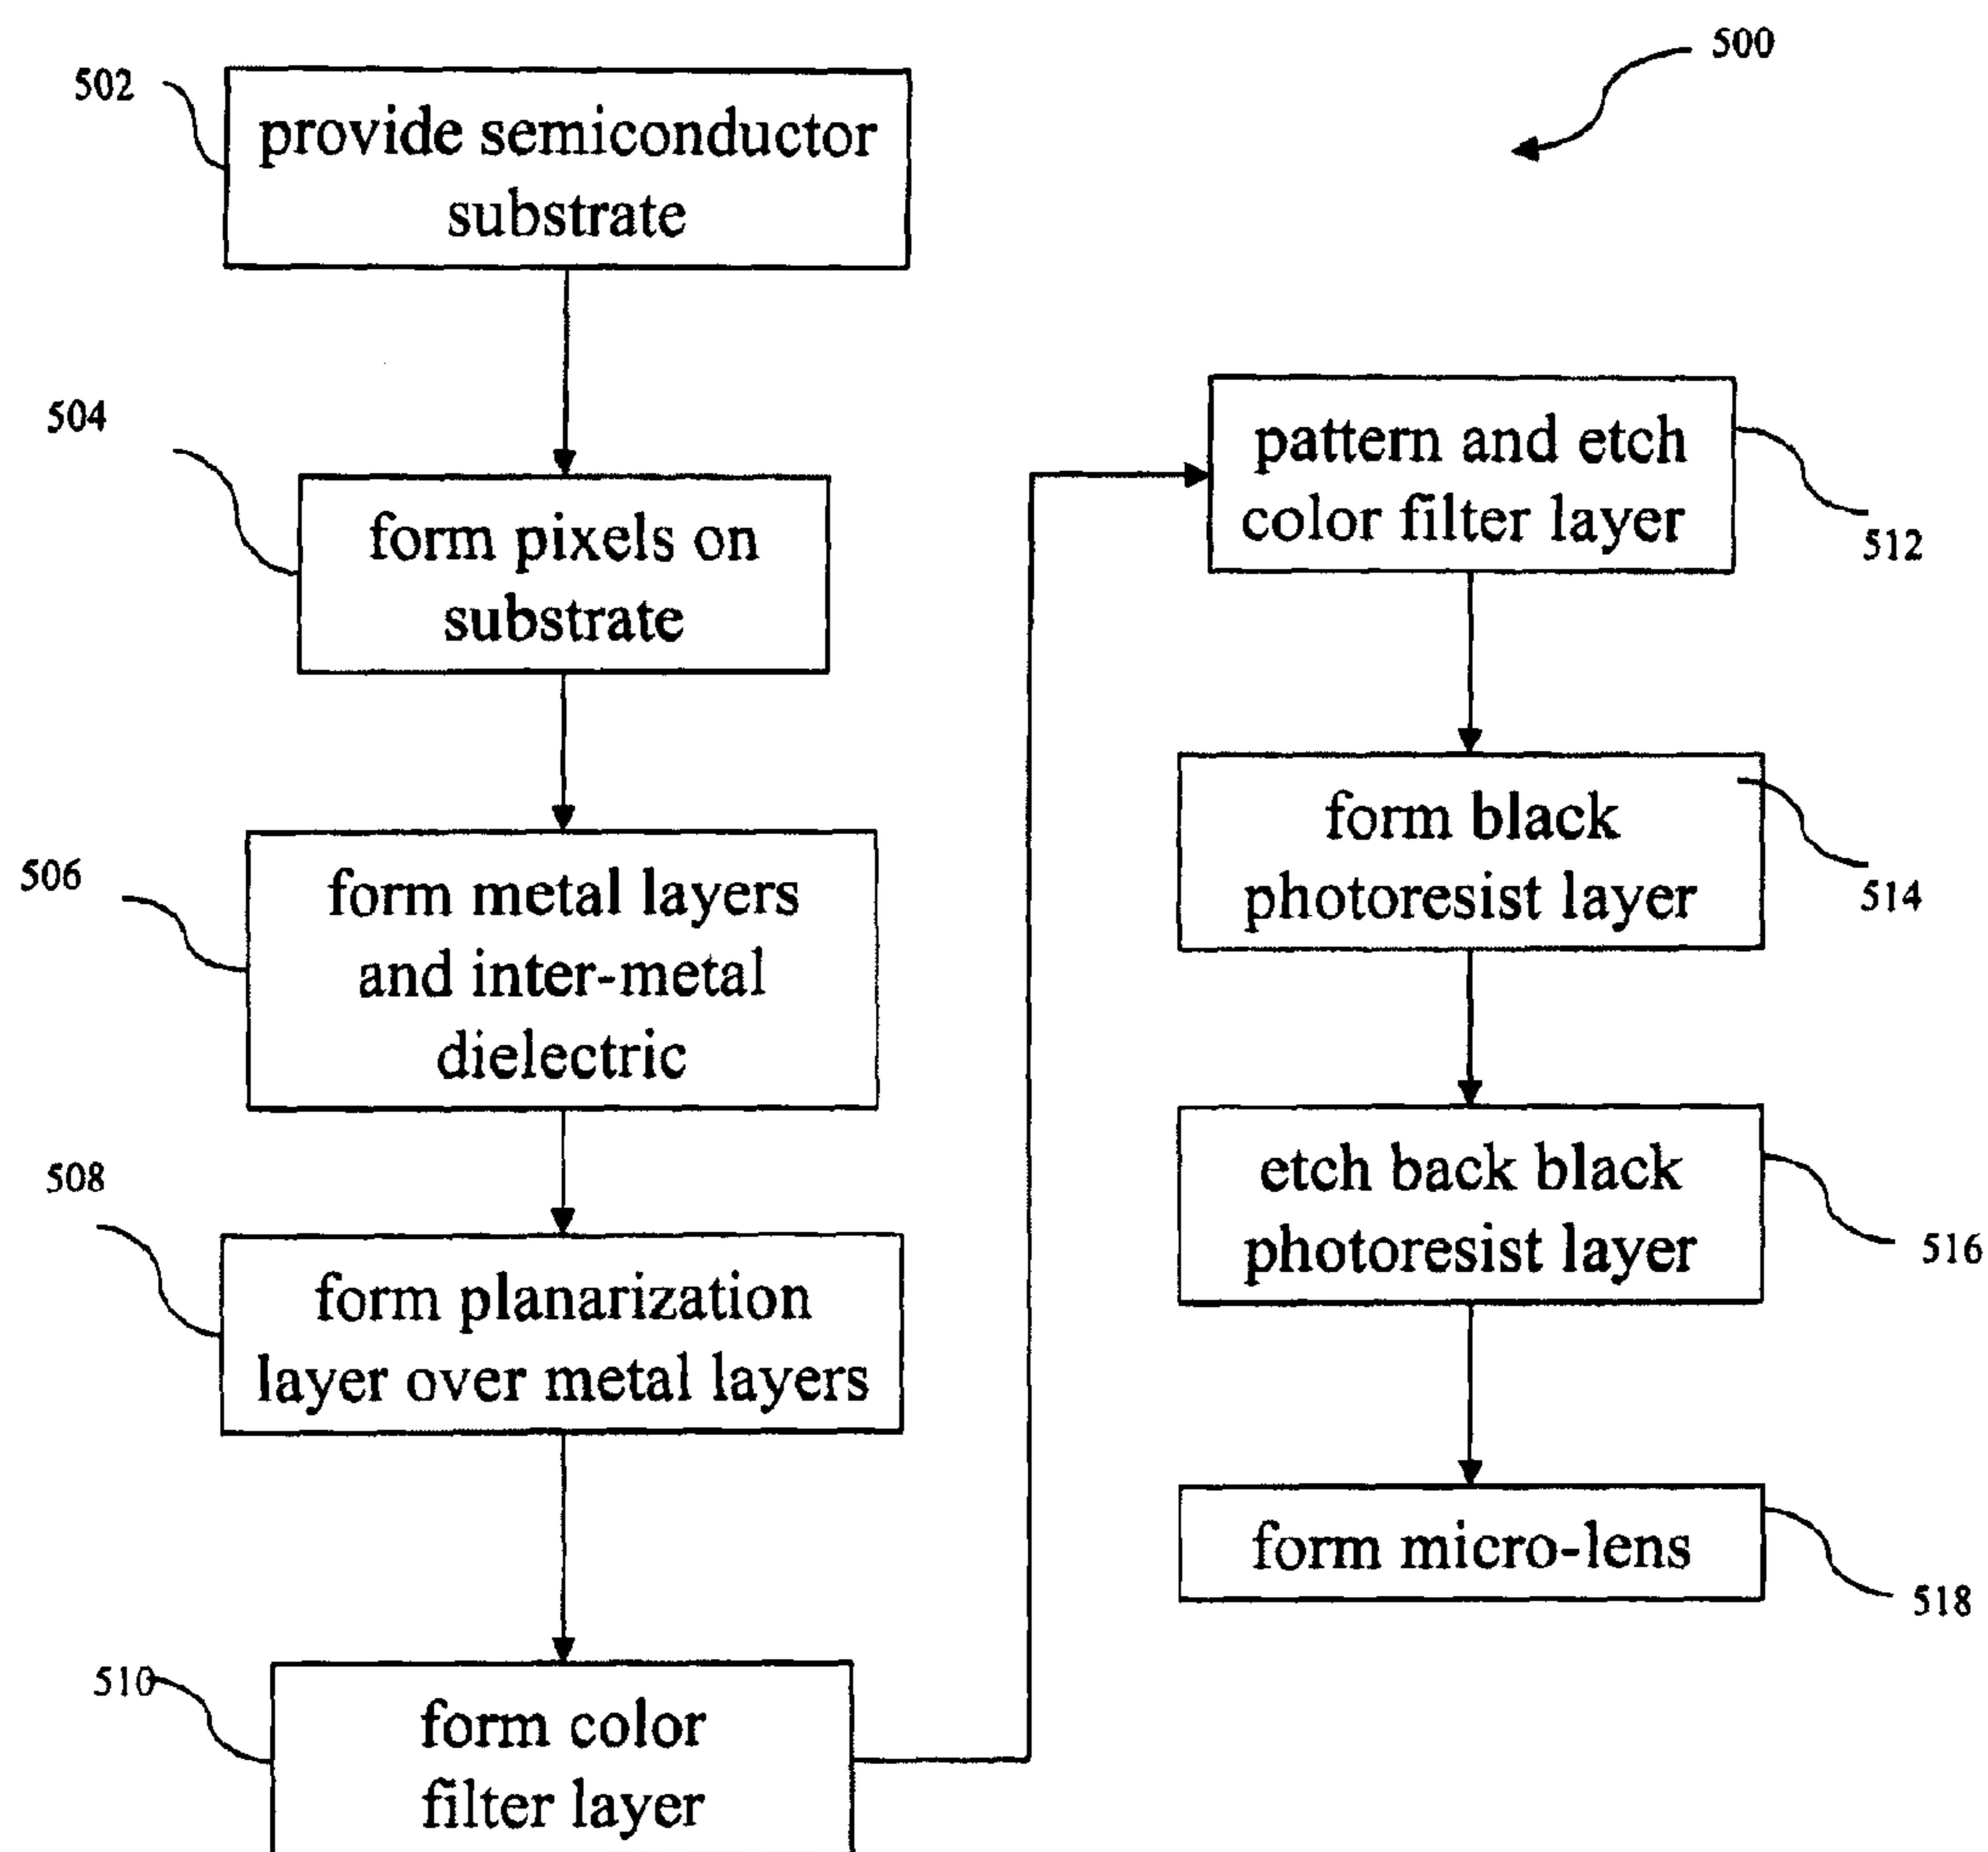 500
502
provide semiconductor
substrate
504
form pixels on
substrate
506
form metal layers
and inter-metal
dielectric
508
form planarization
layer over metal layers
510
form color
filter layer
pattern and etch
color filter layer
512
form black
photoresist layer
514
etch back black
photoresist layer
516
form micro-lens
518